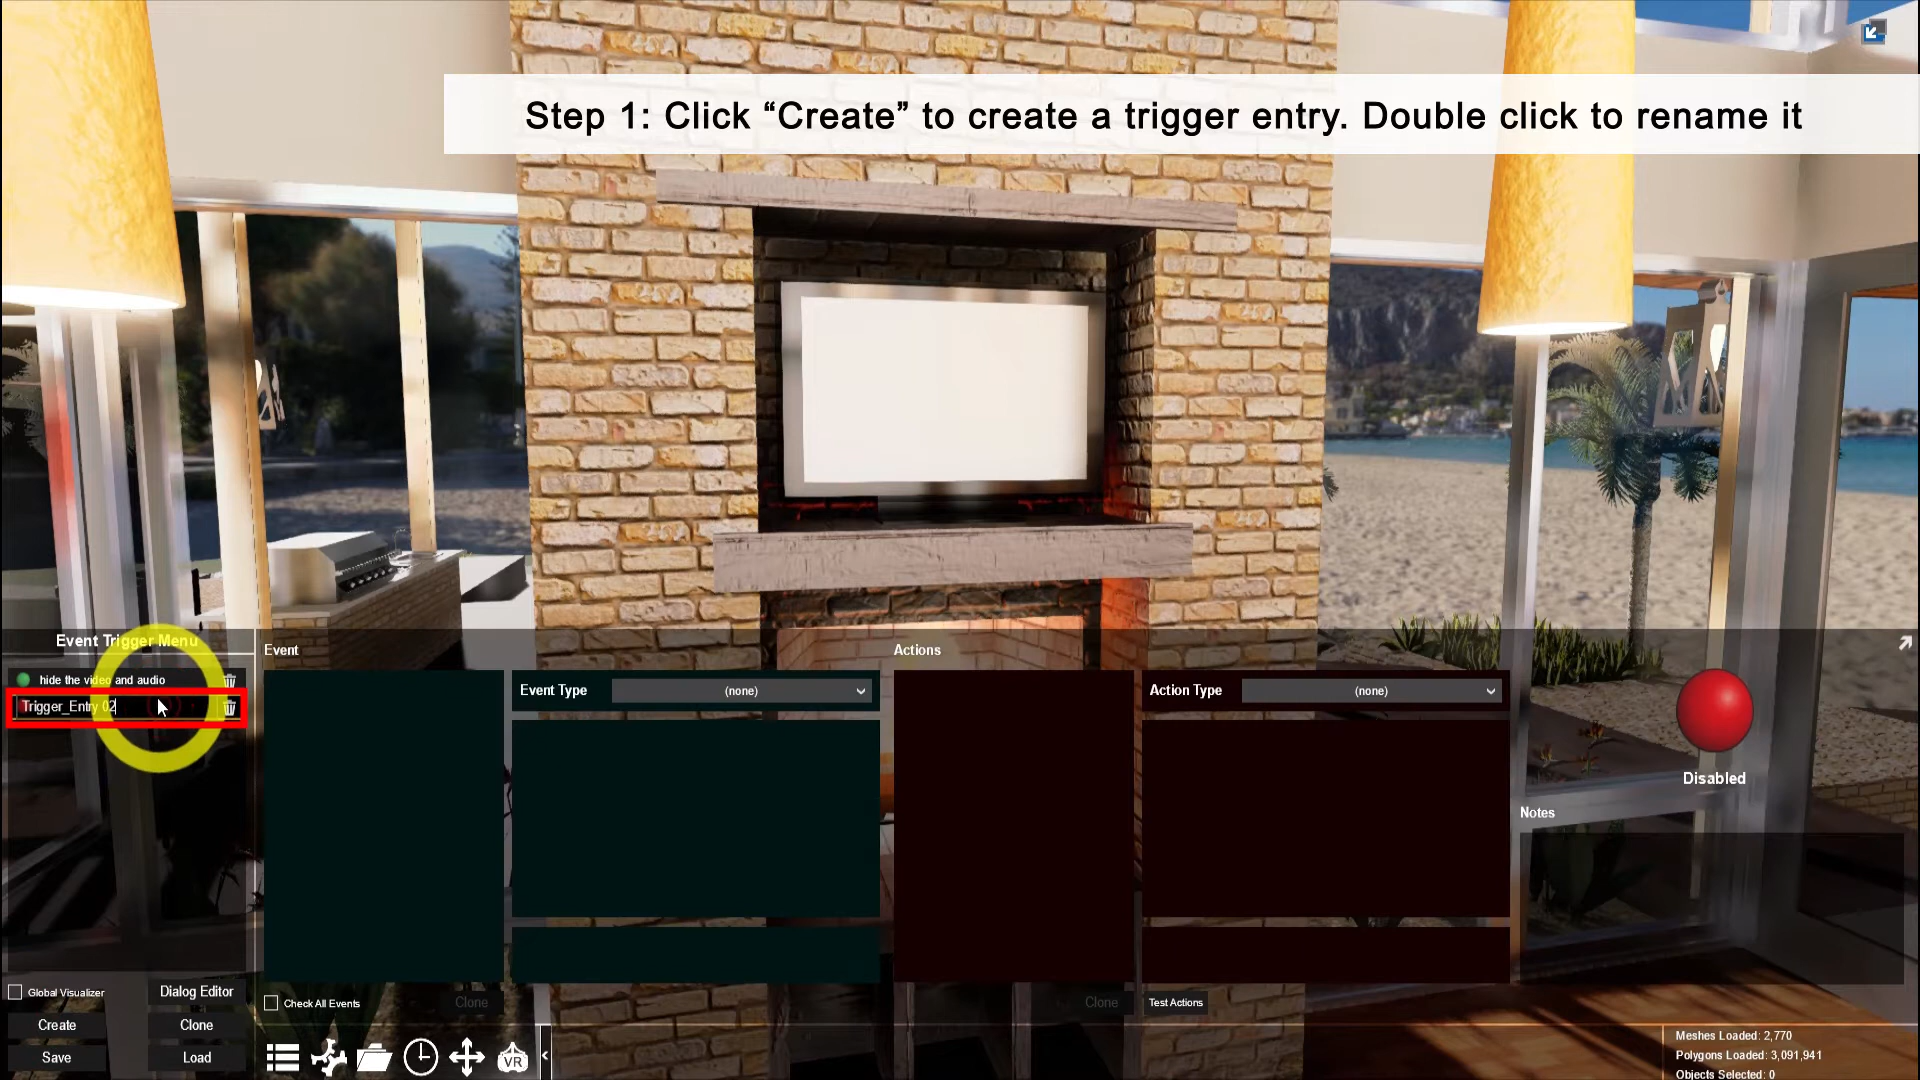 Step 1: Click “Create” to create a trigger entry. Double click to rename it
Event Trigger Menu
hide the video and audio
Trigger_Entry 02
Event
Event Type
(none)
Actions
Action Type
(none)
Disabled
Notes
Global Visualizer
Dialog Editor
Check All Events
Clone
Clone
Test Actions
Create
Clone
Save
Load
VR
Meshes Loaded: 2,770
Polygons Loaded: 3,091,941
Objects Selected: 0